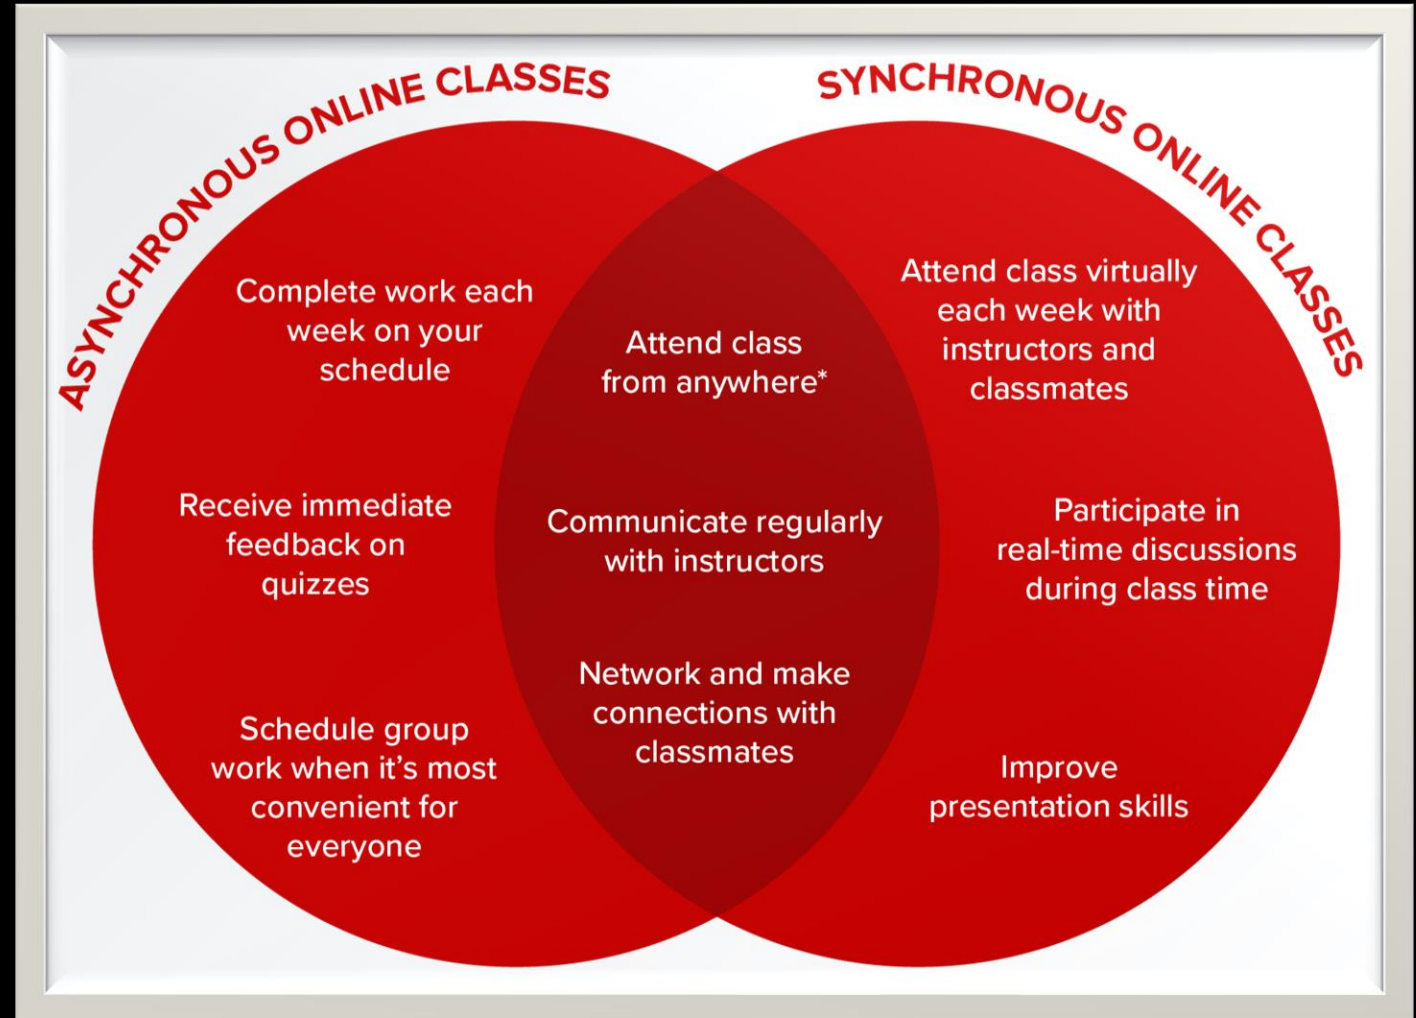 ASYNCHRONOUS ONLINE CLASSES
Complete work each
week on your
schedule
Receive immediate
feedback on
quizzes
Schedule group
work when it's most
convenient for
everyone
Attend class
from anywhere*
Communicate regularly
with instructors
Network and make
connections with
classmates
SYNCHRONOUS ONLINE CLASSES
Attend class virtually
each week with
instructors and
classmates
Participate in
real-time discussions
during class time
Improve
presentation skills